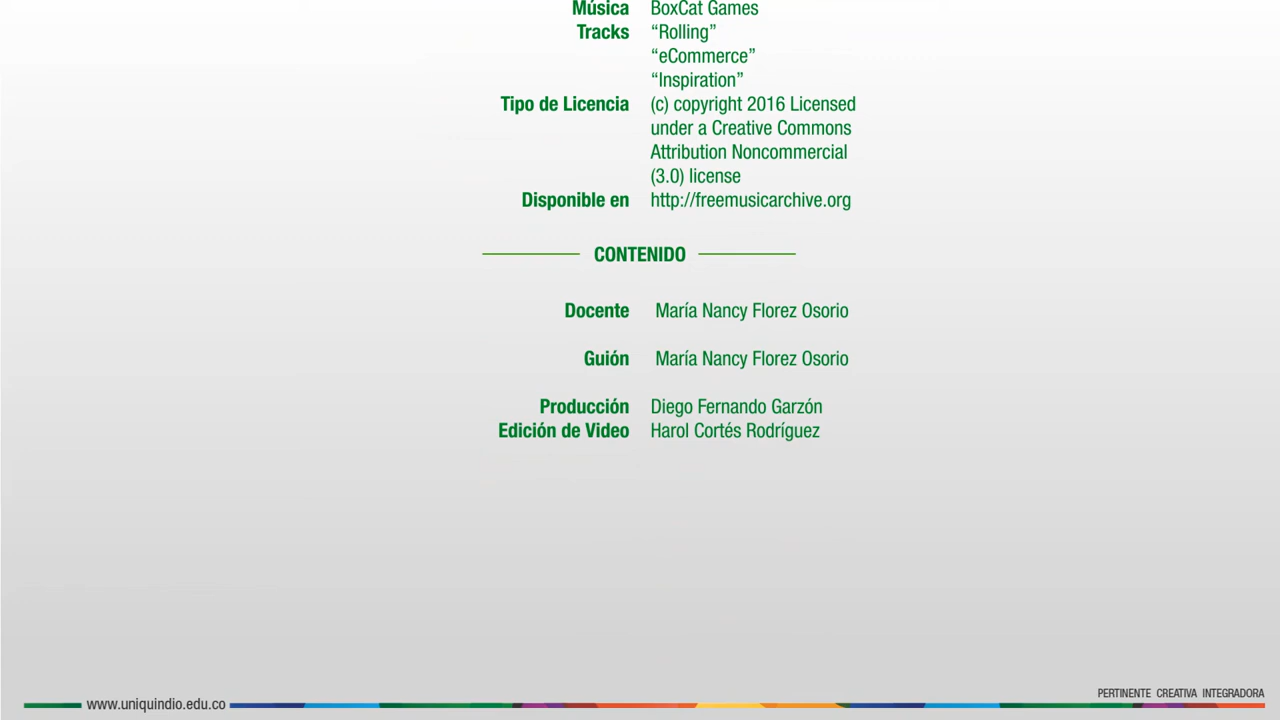 Música BoxCat Games
Tracks “Rolling”
“eCommerce”
“Inspiration”
Tipo de Licencia (c) copyright 2016 Licensed
under a Creative Commons
Attribution Noncommercial
(3.0) license
Disponible en http://freemusicarchive.org
CONTENIDO
Docente María Nancy Florez Osorio
Guión María Nancy Florez Osorio
Producción Diego Fernando Garzón
Edición de Video Harol Cortés Rodríguez
PERTINENTE CREATIVA INTEGRADORA
www.uniquindio.edu.co